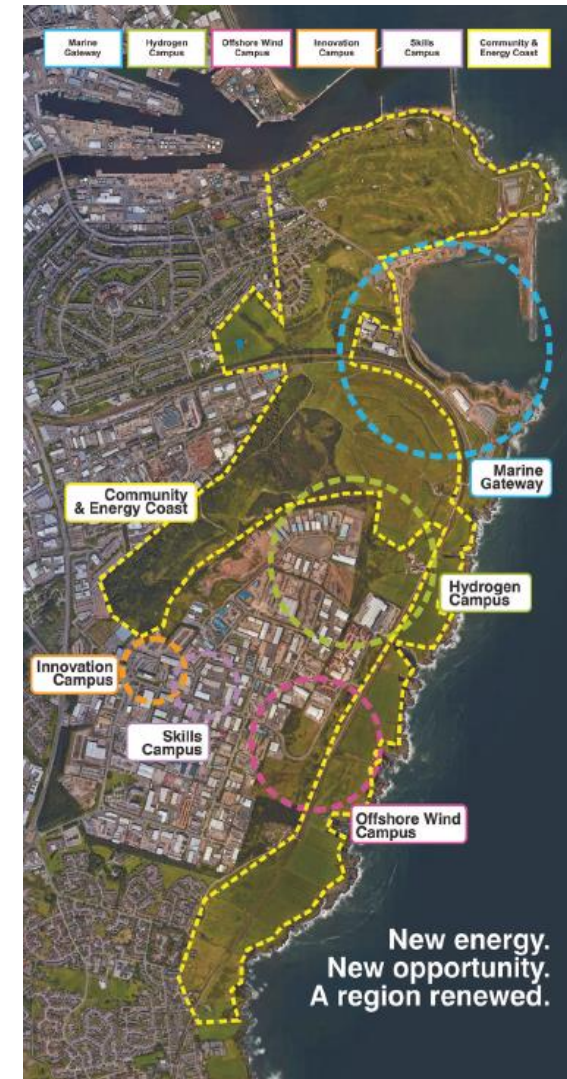 Marine
Gateway
Hydrogen
Campus
Offshore Wind
Campus
Innovation
Campus
Skills
Campus
Community &
Energy Coast
Community
& Energy Coast
Marine
Gateway
Hydrogen
Campus
Innovation
Campus
Skills
Campus
Offshore Wind
Campus
New energy.
New opportunity.
A region renewed.